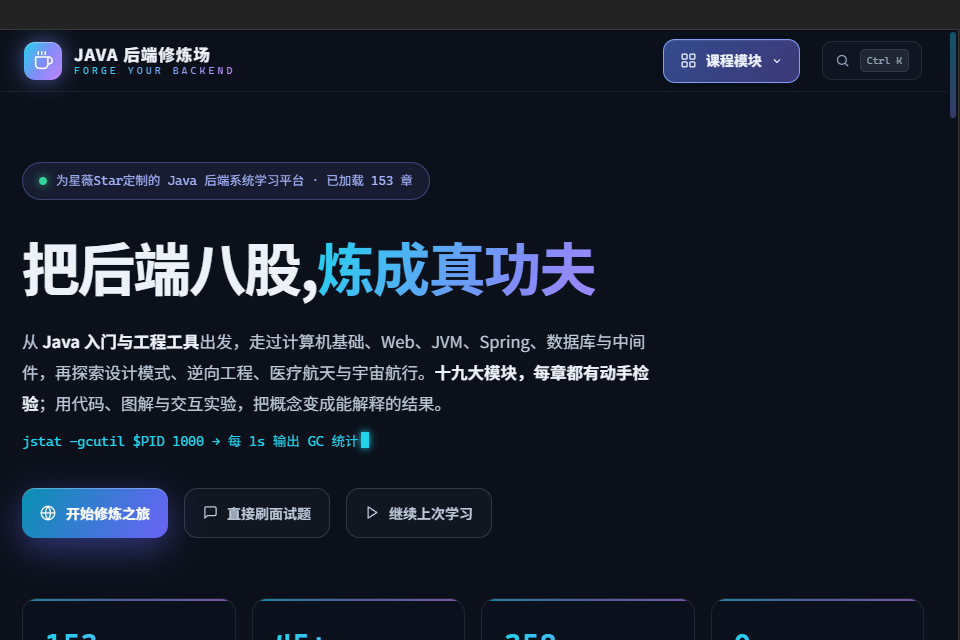 JAVA 后端修炼场
FORGE YOUR BACKEND
课程模块
Ctrl K
为星薇Star定制的 Java 后端系统学习平台 · 已加载 153 章
把后端八股,炼成真功夫
从 Java 入门与工程工具出发，走过计算机基础、Web、JVM、Spring、数据库与中间
件，再探索设计模式、逆向工程、医疗航天与宇宙航行。十九大模块，每章都有动手检
验；用代码、图解与交互实验，把概念变成能解释的结果。
jstat -gcutil $PID 1000 → 每 1s 输出 GC 统计
开始修炼之旅
直接刷面试题
继续上次学习